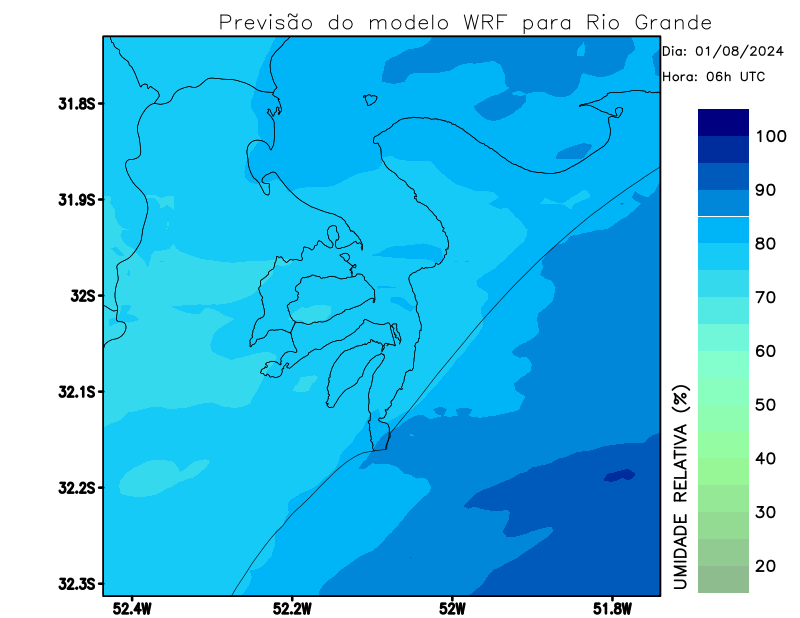 Previsão do modelo WRF para Rio Grande
Dia: 01/08/2024
Hora: 06h UTC
31.8S
31.9S
32S
32.1S
32.2S
32.3S
52.4W
52.2W
52W
51.8W
100
90
80
70
60
50
40
30
20
UMIDADE RELATIVA (%)